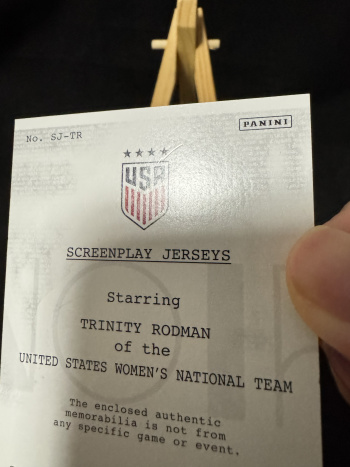 No. SJ-TR
PANINI
USA
SCREENPLAY JERSEYS
Starring
TRINITY RODMAN
of the
UNITED STATES WOMEN'S NATIONAL TEAM
The enclosed authentic
memorabilia is not from
any specific game or event.